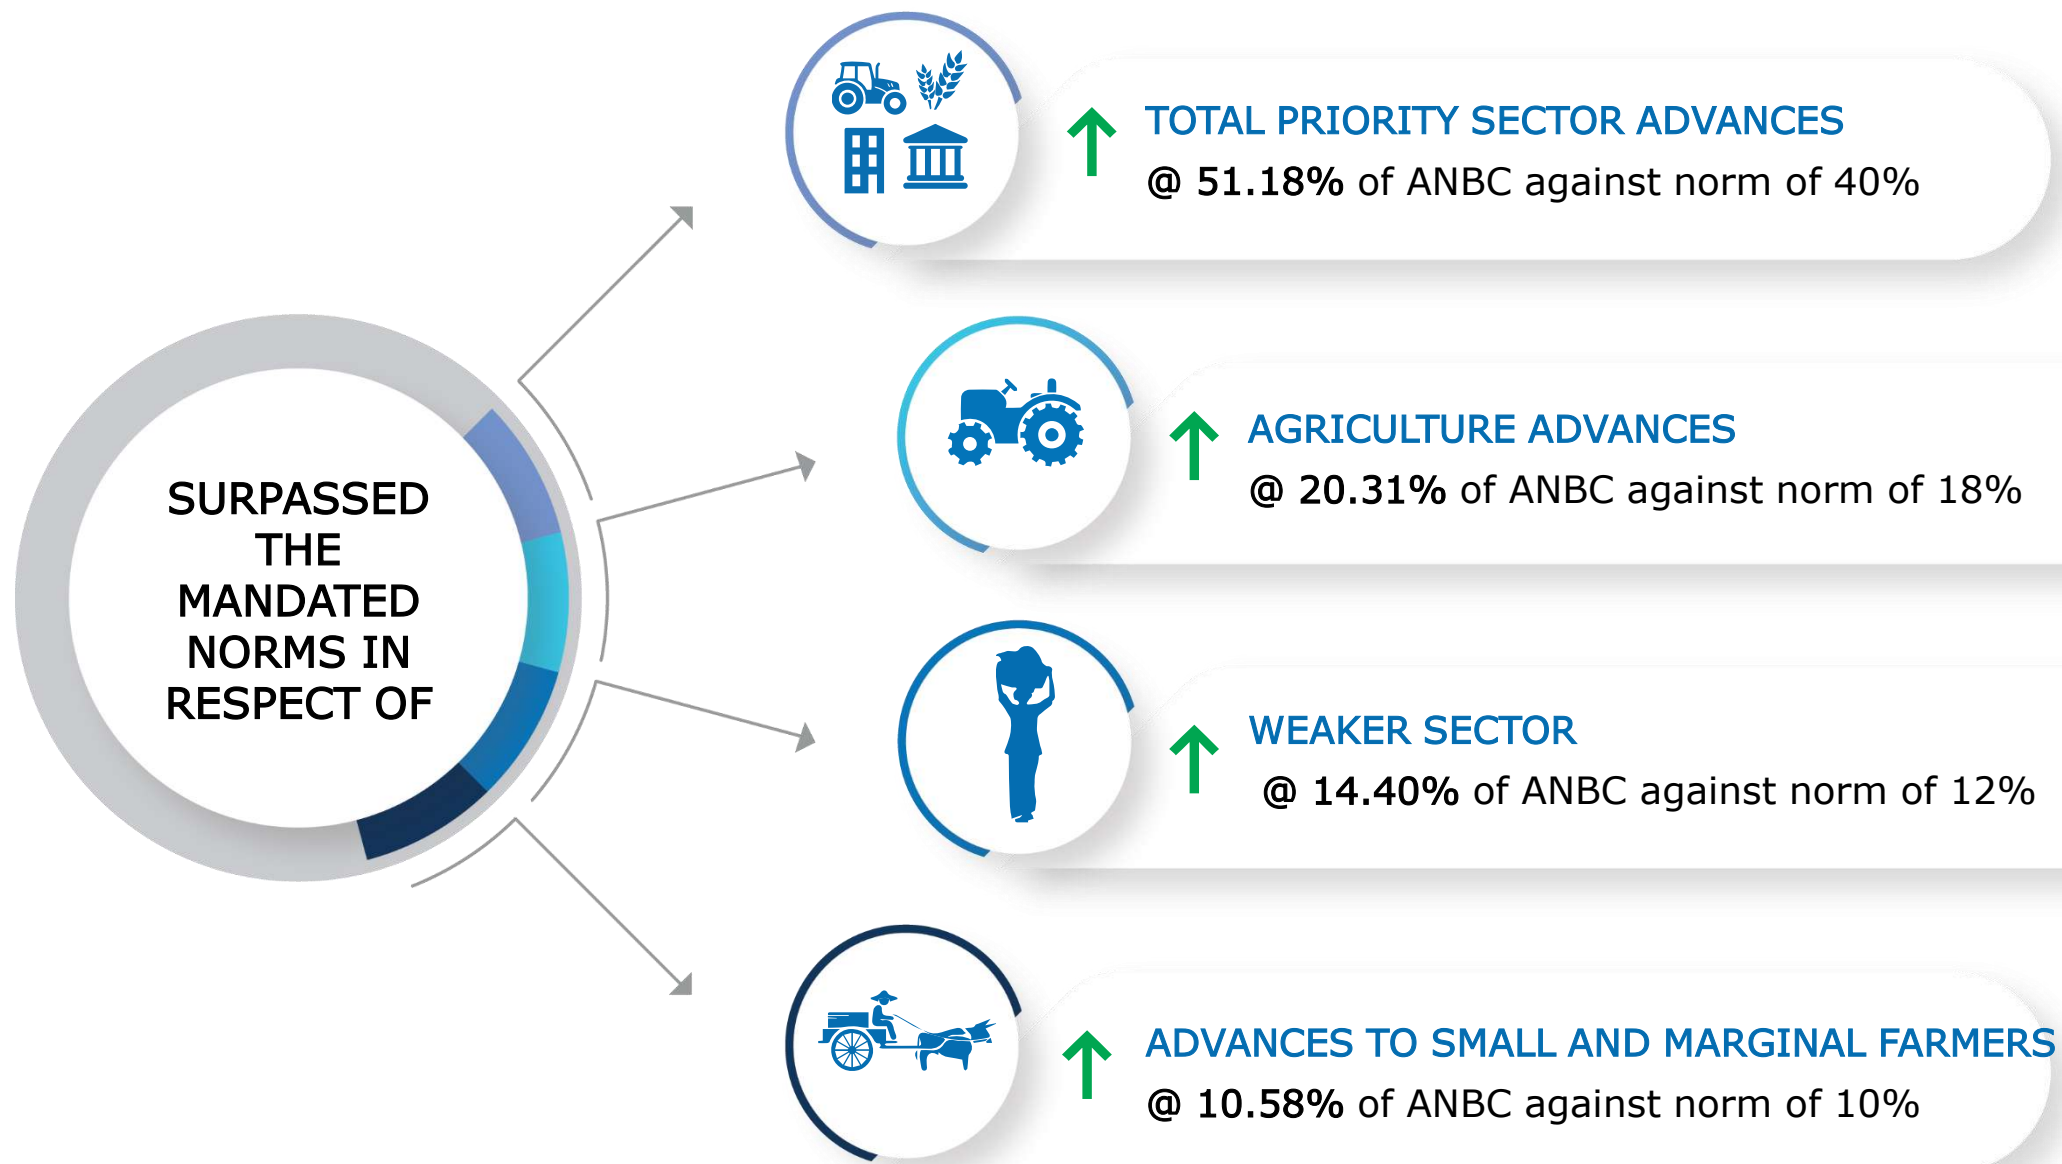 SURPASSED
THE
MANDATED
NORMS IN
RESPECT OF
TOTAL PRIORITY SECTOR ADVANCES
@ 51.18% of ANBC against norm of 40%
AGRICULTURE ADVANCES
@ 20.31% of ANBC against norm of 18%
WEAKER SECTOR
@ 14.40% of ANBC against norm of 12%
ADVANCES TO SMALL AND MARGINAL FARMERS
@ 10.58% of ANBC against norm of 10%